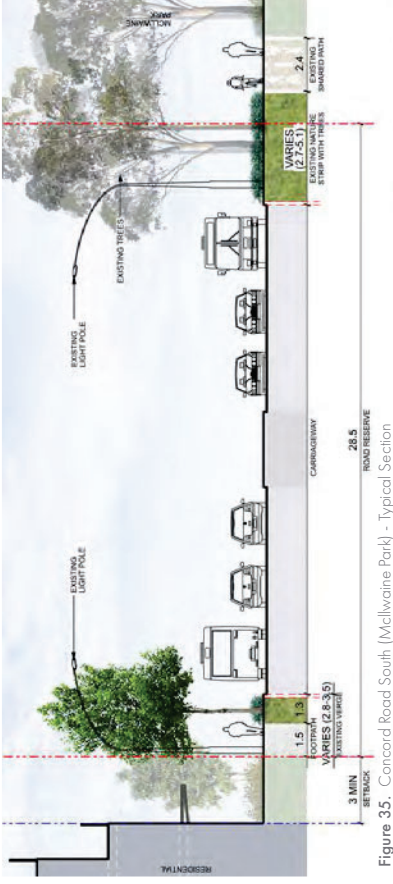 RESIDENTIAL
3 MIN
SETBACK
EXISTING
LIGHT POLE
1.5
FOOTPATH
1.3
VARIES (2.8-3.5)
EXISTING VERGE
CARRIAGEWAY
28.5
ROAD RESERVE
EXISTING
LIGHT POLE
EXISTING TREES
VARIES
(2.7-5.1)
EXISTING NATURE
STRIP WITH TREES
MCLLWAINE
PARK
2.4
EXISTING
SHARED PATH
Figure 35. Concord Road South (McIlwaine Park) - Typical Section